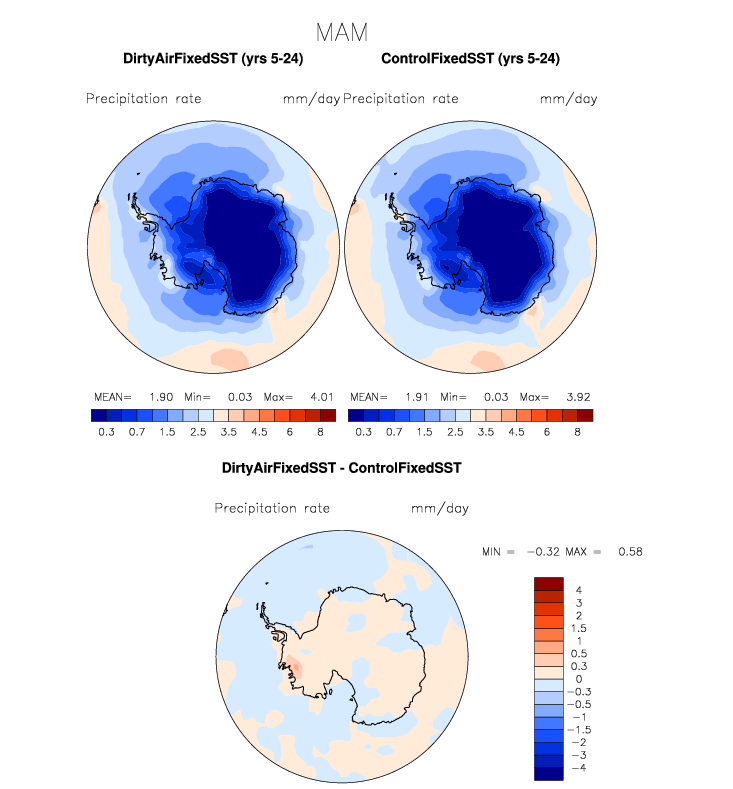 MAM
DirtyAirFixedSST (yrs 5-24) ControlFixedSST (yrs 5-24)
Precipitation rate mm/day Precipitation rate mm/day
MEAN= 1.90 Min= 0.03 Max= 4.01 MEAN= 1.91 Min= 0.03 Max= 3.92
0.3 0.7 1.5 2.5 3.5 4.5 6 8 0.3 0.7 1.5 2.5 3.5 4.5 6 8
DirtyAirFixedSST - ControlFixedSST
Precipitation rate mm/day
MIN = -0.32 MAX = 0.58
4
3
2
1.5
1
0.5
0.3
0
-0.3
-0.5
-1
-1.5
-2
-3
-4